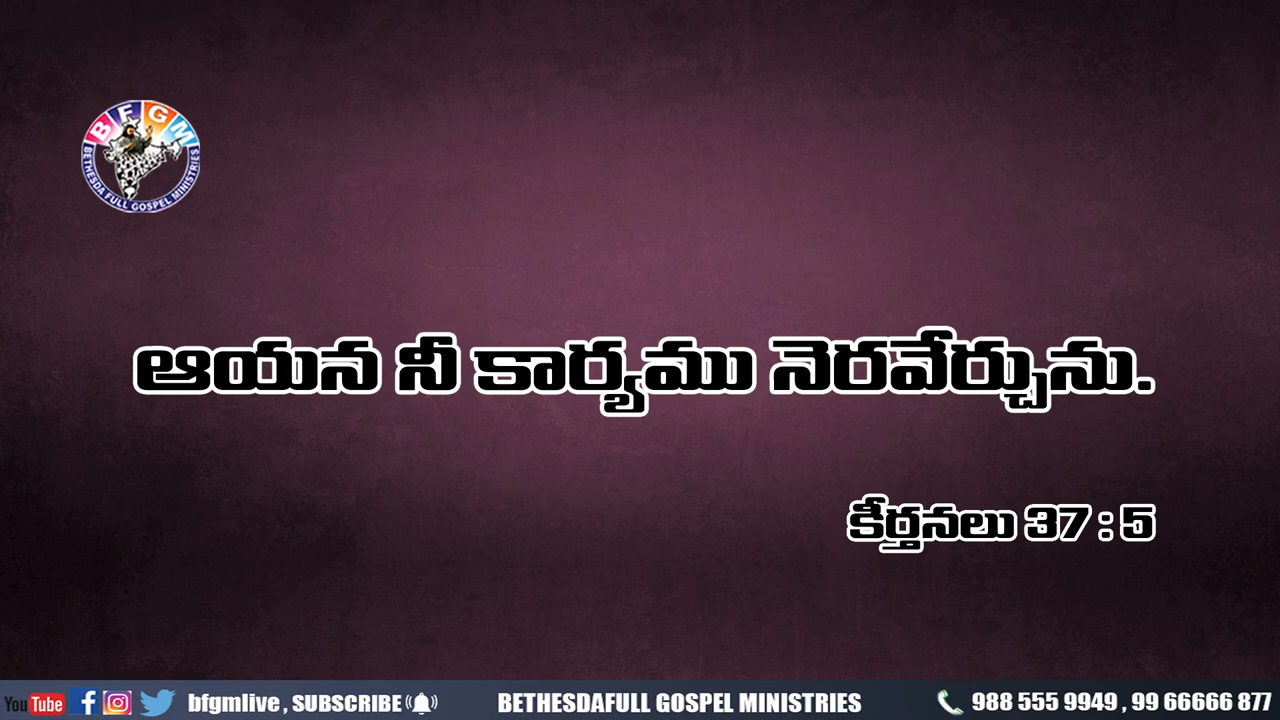 BFGM
BETHESDA FULL GOSPEL MINISTRIES
ఆయన నీ కార్యము నెరవేర్చును.
కీర్తనలు 37 : 5
YouTube bfgmlive , SUBSCRIBE BETHESDAFULL GOSPEL MINISTRIES 988 555 9949 , 99 66666 877